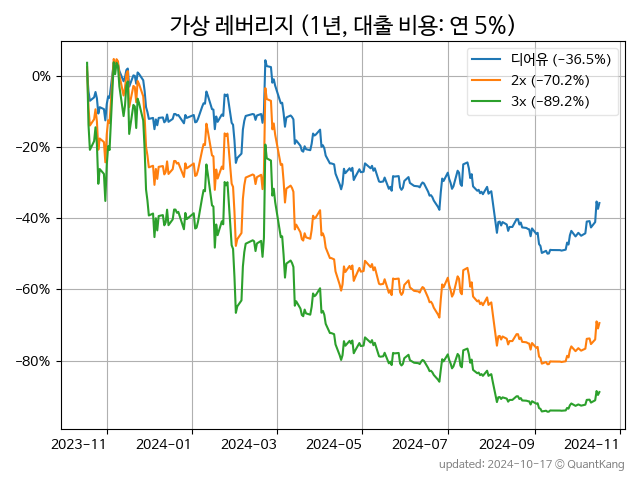 가상 레버리지 (1년, 대출 비용: 연 5%)
디어유 (−36.5%)
2x (−70.2%)
3x (−89.2%)
0%
−20%
−40%
−60%
−80%
2023-11 2024-01 2024-03 2024-05 2024-07 2024-09 2024-11
updated: 2024-10-17 © QuantKang